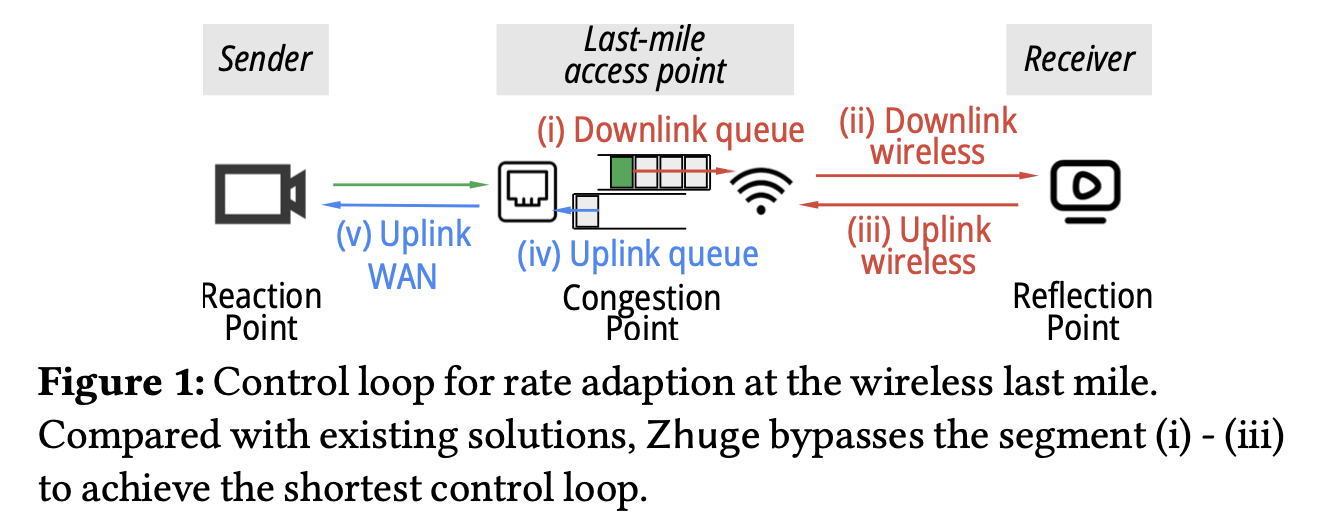 Sender
Last-mile
access point
Receiver
(i) Downlink queue
(ii) Downlink
wireless
(v) Uplink
WAN
(iv) Uplink queue
(iii) Uplink
wireless
Reaction
Point
Congestion
Point
Reflection
Point
Figure 1: Control loop for rate adaption at the wireless last mile.
Compared with existing solutions, Zhuge bypasses the segment (i) - (iii)
to achieve the shortest control loop.